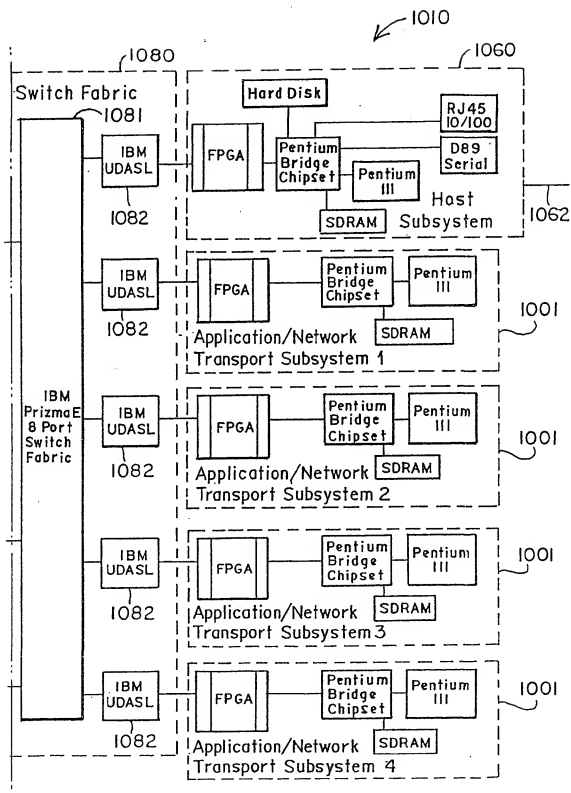 1010
1080
1060
Switch Fabric
1081
Hard Disk
RJ45
10/100
IBM
UDASL
FPGA
Pentium
Bridge
Chipset
D89
Serial
Pentium
III
1082
Host
Subsystem
SDRAM
1062
IBM
UDASL
FPGA
Pentium
Bridge
Chipset
Pentium
III
1001
1082
SDRAM
Application/Network
Transport Subsystem 1
IBM
PrizmaE
8 Port
Switch
Fabric
IBM
UDASL
FPGA
Pentium
Bridge
Chipset
Pentium
III
1001
1082
SDRAM
Application/Network
Transport Subsystem 2
IBM
UDASL
FPGA
Pentium
Bridge
Chipset
Pentium
III
1001
1082
SDRAM
Application/Network
Transport Subsystem 3
IBM
UDASL
FPGA
Pentium
Bridge
Chipset
Pentium
III
1001
1082
SDRAM
Application/Network
Transport Subsystem 4